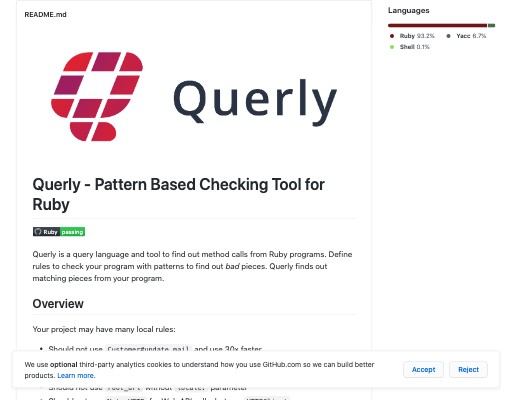 README.md
Languages
Ruby 93.2%
Yacc 6.7%
Shell 0.1%
Querly
Querly - Pattern Based Checking Tool for
Ruby
Ruby passing
Querly is a query language and tool to find out method calls from Ruby programs. Define
rules to check your program with patterns to find out bad pieces. Querly finds out
matching pieces from your program.
Overview
Your project may have many local rules:
Should not use Customer#update_mail and use 30x faster
We use optional third-party analytics cookies to understand how you use GitHub.com so we can build better
products. Learn more.
Accept
Reject
Should not use root_url without locale: parameter